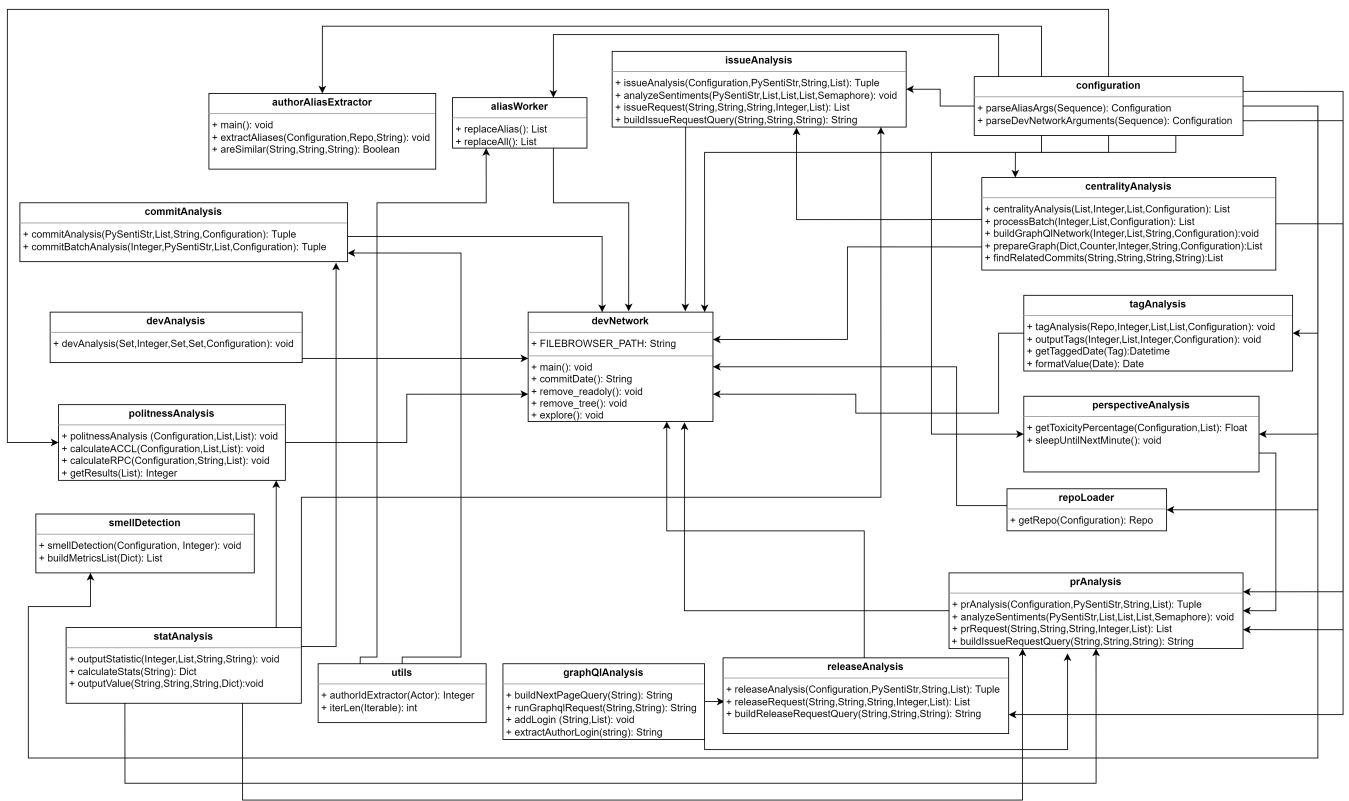 issueAnalysis
+ issueAnalysis(Configuration,PySentiStr,String,List): Tuple
+ analyzeSentiments(PySentiStr,List,List,List,Semaphore): void
+ issueRequest(String,String,String,Integer,List): List
+ buildIssueRequestQuery(String,String,String): String
configuration
+ parseAliasArgs(Sequence): Configuration
+ parseDevNetworkArguments(Sequence): Configuration
authorAliasExtractor
+ main(): void
+ extractAliases(Configuration,Repo,String): void
+ areSimilar(String,String,String): Boolean
aliasWorker
+ replaceAlias(): List
+ replaceAll(): List
centralityAnalysis
+ centralityAnalysis(List,Integer,List,Configuration): List
+ processBatch(Integer,List,Configuration): List
+ buildGraphQlNetwork(Integer,List,String,Configuration):void
+ prepareGraph(Dict,Counter,Integer,String,Configuration):List
+ findRelatedCommits(String,String,String,String):List
commitAnalysis
+ commitAnalysis(PySentiStr,List,String,Configuration): Tuple
+ commitBatchAnalysis(Integer,PySentiStr,List,Configuration): Tuple
devAnalysis
+ devAnalysis(Set,Integer,Set,Set,Configuration): void
devNetwork
+ FILEBROWSER_PATH: String
+ main(): void
+ commitDate(): String
+ remove_readoly(): void
+ remove_tree(): void
+ explore(): void
tagAnalysis
+ tagAnalysis(Repo,Integer,List,List,Configuration): void
+ outputTags(Integer,List,Integer,Configuration): void
+ getTaggedDate(Tag):Datetime
+ formatValue(Date): Date
politnessAnalysis
+ politnessAnalysis (Configuration,List,List): void
+ calculateACCL(Configuration,List,List): void
+ calculateRPC(Configuration,String,List): void
+ getResults(List): Integer
perspectiveAnalysis
+ getToxicityPercentage(Configuration,List): Float
+ sleepUntilNextMinute(): void
repoLoader
+ getRepo(Configuration): Repo
smellDetection
+ smellDetection(Configuration, Integer): void
+ buildMetricsList(Dict): List
prAnalysis
+ prAnalysis(Configuration,PySentiStr,String,List): Tuple
+ analyzeSentiments(PySentiStr,List,List,List,Semaphore): void
+ prRequest(String,String,String,Integer,List): List
+ buildIssueRequestQuery(String,String,String): String
statAnalysis
+ outputStatistic(Integer,List,String,String): void
+ calculateStats(String): Dict
+ outputValue(String,String,String,Dict):void
utils
+ authorIdExtractor(Actor): Integer
+ iterLen(Iterable): int
graphQlAnalysis
+ buildNextPageQuery(String): String
+ runGraphqlRequest(String,String): String
+ addLogin (String,List): void
+ extractAuthorLogin(string): String
releaseAnalysis
+ releaseAnalysis(Configuration,PySentiStr,String,List): Tuple
+ releaseRequest(String,String,String,Integer,List): List
+ buildReleaseRequestQuery(String,String,String): String